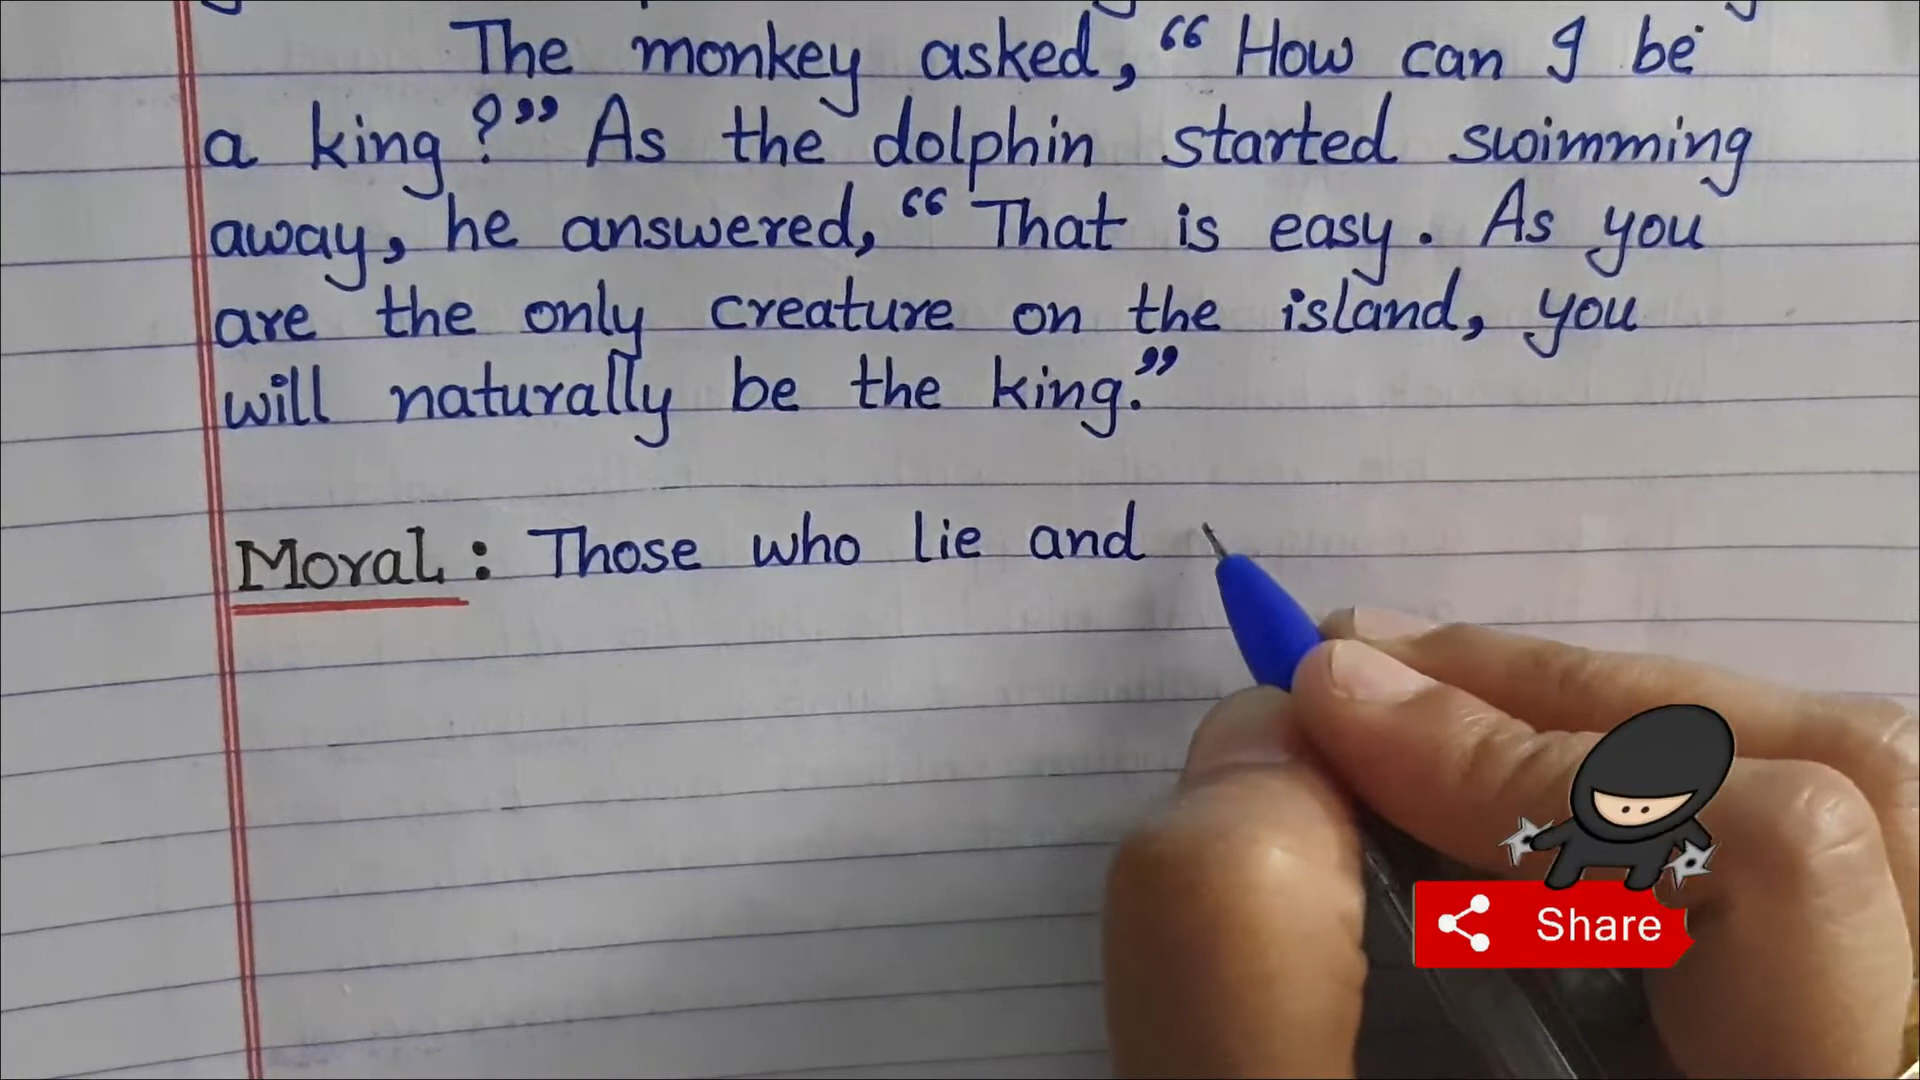 The monkey asked, “How can I be
a king?” As the dolphin started swimming
away, he answered, “That is easy. As you
are the only creature on the island, you
will naturally be the king.”
Moral: Those who lie and
Share